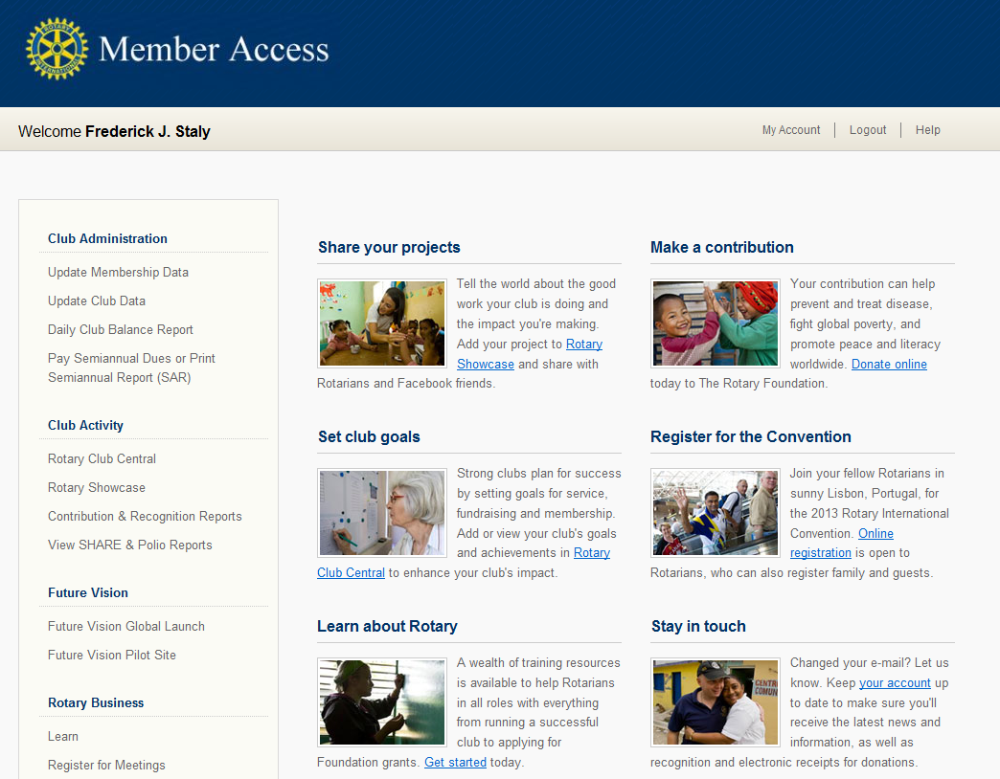 ROTARY
INTERNATIONAL
Member Access
Welcome Frederick J. Staly
My Account
Logout
Help
Club Administration
Update Membership Data
Update Club Data
Daily Club Balance Report
Pay Semiannual Dues or Print
Semiannual Report (SAR)
Club Activity
Rotary Club Central
Rotary Showcase
Contribution & Recognition Reports
View SHARE & Polio Reports
Future Vision
Future Vision Global Launch
Future Vision Pilot Site
Rotary Business
Learn
Register for Meetings
Share your projects
Tell the world about the good
work your club is doing and
the impact you're making.
Add your project to Rotary
Showcase and share with
Rotarians and Facebook friends.
Make a contribution
Your contribution can help
prevent and treat disease,
fight global poverty, and
promote peace and literacy
worldwide. Donate online
today to The Rotary Foundation.
Set club goals
Strong clubs plan for success
by setting goals for service,
fundraising and membership.
Add or view your club's goals
and achievements in Rotary
Club Central to enhance your club's impact.
Register for the Convention
Join your fellow Rotarians in
sunny Lisbon, Portugal, for
the 2013 Rotary International
Convention. Online
registration is open to
Rotarians, who can also register family and guests.
Learn about Rotary
A wealth of training resources
is available to help Rotarians
in all roles with everything
from running a successful
club to applying for
Foundation grants. Get started today.
Stay in touch
CENTR
COMUN
Changed your e-mail? Let us
know. Keep your account up
to date to make sure you'll
receive the latest news and
information, as well as
recognition and electronic receipts for donations.